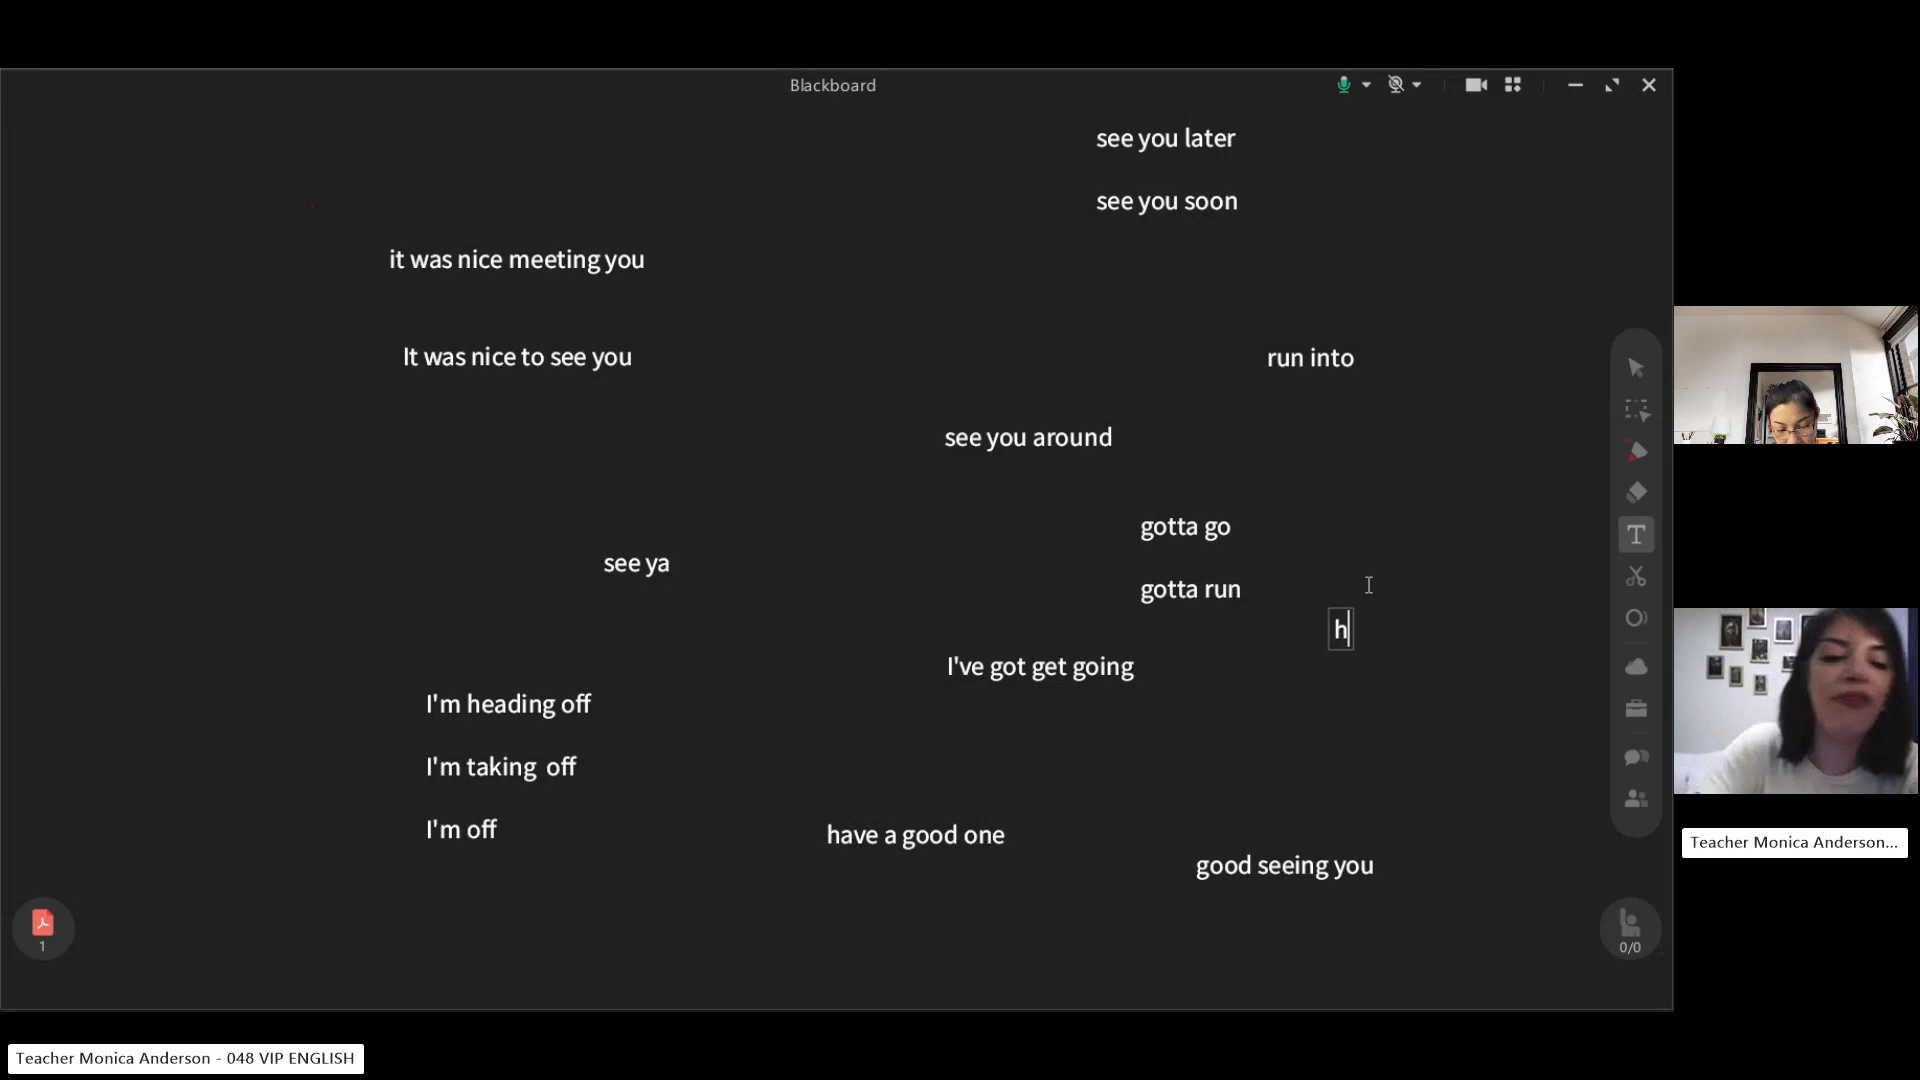 Blackboard
see you later
see you soon
it was nice meeting you
It was nice to see you
run into
see you around
gotta go
see ya
gotta run
h
I've got get going
I'm heading off
I'm taking  off
I'm off
have a good one
good seeing you
T
1
0/0
Teacher Monica Anderson...
Teacher Monica Anderson - 048 VIP ENGLISH